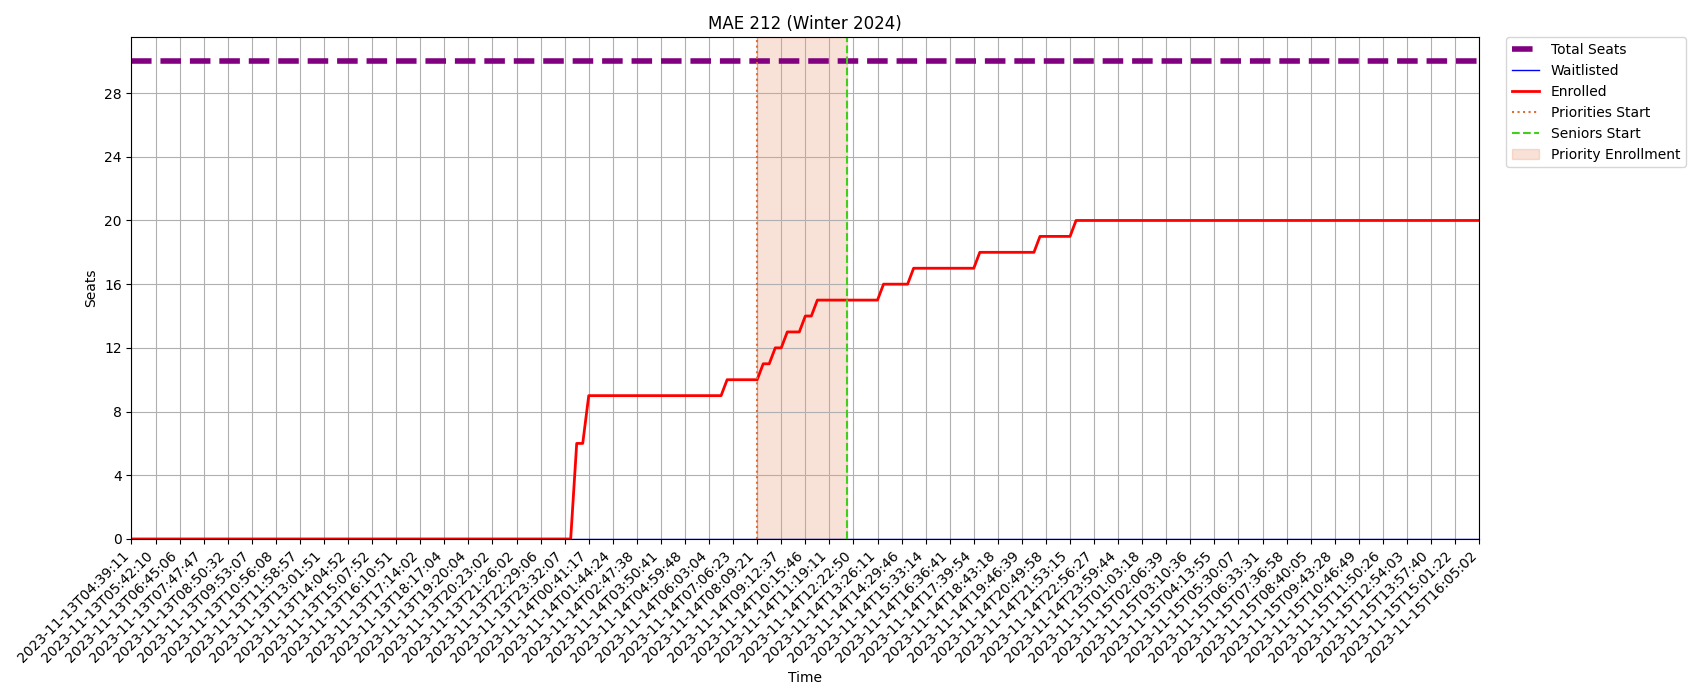 MAE 212 (Winter 2024)
Total Seats
Waitlisted
Enrolled
Priorities Start
Seniors Start
Priority Enrollment
Seats
28
24
20
16
12
8
4
0
2023-11-13T04:39:11
2023-11-13T05:42:10
2023-11-13T06:45:06
2023-11-13T07:47:47
2023-11-13T08:50:32
2023-11-13T09:53:07
2023-11-13T10:56:08
2023-11-13T11:58:57
2023-11-13T13:01:51
2023-11-13T14:04:52
2023-11-13T15:07:52
2023-11-13T16:10:51
2023-11-13T17:14:02
2023-11-13T18:17:04
2023-11-13T19:20:04
2023-11-13T20:23:02
2023-11-13T21:26:02
2023-11-13T22:29:06
2023-11-13T23:32:07
2023-11-14T00:41:17
2023-11-14T01:44:24
2023-11-14T02:47:38
2023-11-14T03:50:41
2023-11-14T04:59:48
2023-11-14T06:03:04
2023-11-14T07:06:23
2023-11-14T08:09:21
2023-11-14T09:12:37
2023-11-14T10:15:46
2023-11-14T11:19:11
2023-11-14T12:22:50
2023-11-14T13:26:11
2023-11-14T14:29:46
2023-11-14T15:33:14
2023-11-14T16:36:41
2023-11-14T17:39:54
2023-11-14T18:43:18
2023-11-14T19:46:39
2023-11-14T20:49:58
2023-11-14T21:53:15
2023-11-14T22:56:27
2023-11-14T23:59:44
2023-11-15T01:03:18
2023-11-15T02:06:39
2023-11-15T03:10:36
2023-11-15T04:13:55
2023-11-15T05:30:07
2023-11-15T06:33:31
2023-11-15T07:36:58
2023-11-15T08:40:05
2023-11-15T09:43:28
2023-11-15T10:46:49
2023-11-15T11:50:26
2023-11-15T12:54:03
2023-11-15T13:57:40
2023-11-15T15:01:22
2023-11-15T16:05:02
Time